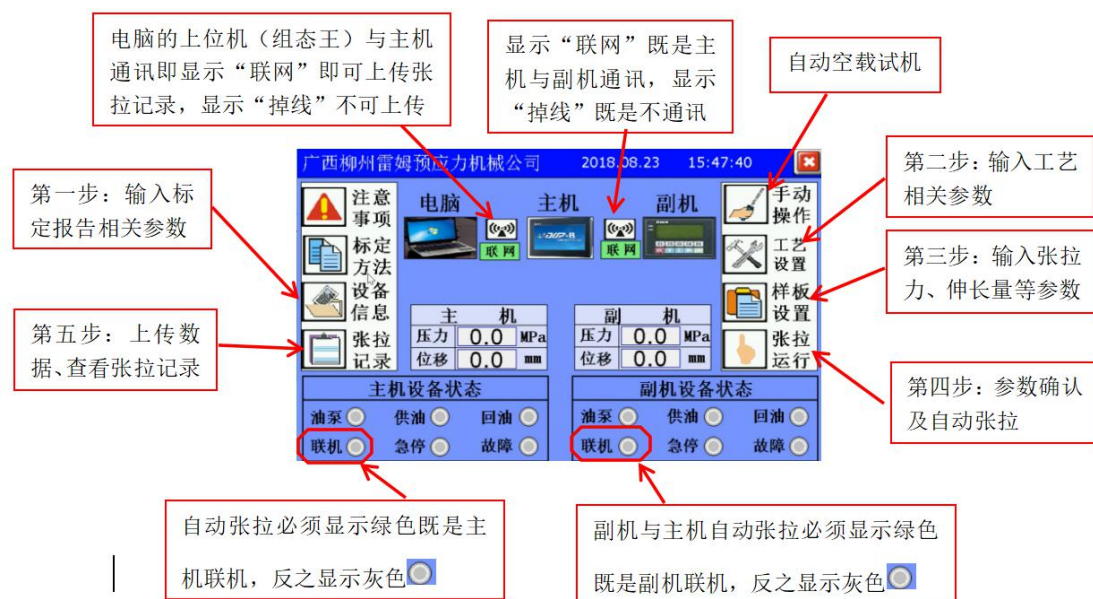 电脑的上位机（组态王）与主机
通讯即显示“联网”即可上传张
拉记录，显示“掉线”不可上传
显示“联网”既是主
机与副机通讯，显示
“掉线”既是不通讯
自动空载试机
第一步：输入标
定报告相关参数
第五步：上传数
据、查看张拉记录
广西柳州雷姆预应力机械公司 2018.08.23 15:47:40
注意
事项
标定
方法
设备
信息
张拉
记录
电脑 主机 副机
联网 联网
手动
操作
工艺
设置
样板
设置
张拉
运行
主 机
压力 0.0 MPa
位移 0.0 mm
副 机
压力 0.0 MPa
位移 0.0 mm
主机设备状态
油泵 供油 回油
联机 急停 故障
副机设备状态
油泵 供油 回油
联机 急停 故障
第二步：输入工艺
相关参数
第三步：输入张拉
力、伸长量等参数
第四步：参数确认
及自动张拉
自动张拉必须显示绿色既是主
机联机，反之显示灰色
副机与主机自动张拉必须显示绿色
既是副机联机，反之显示灰色